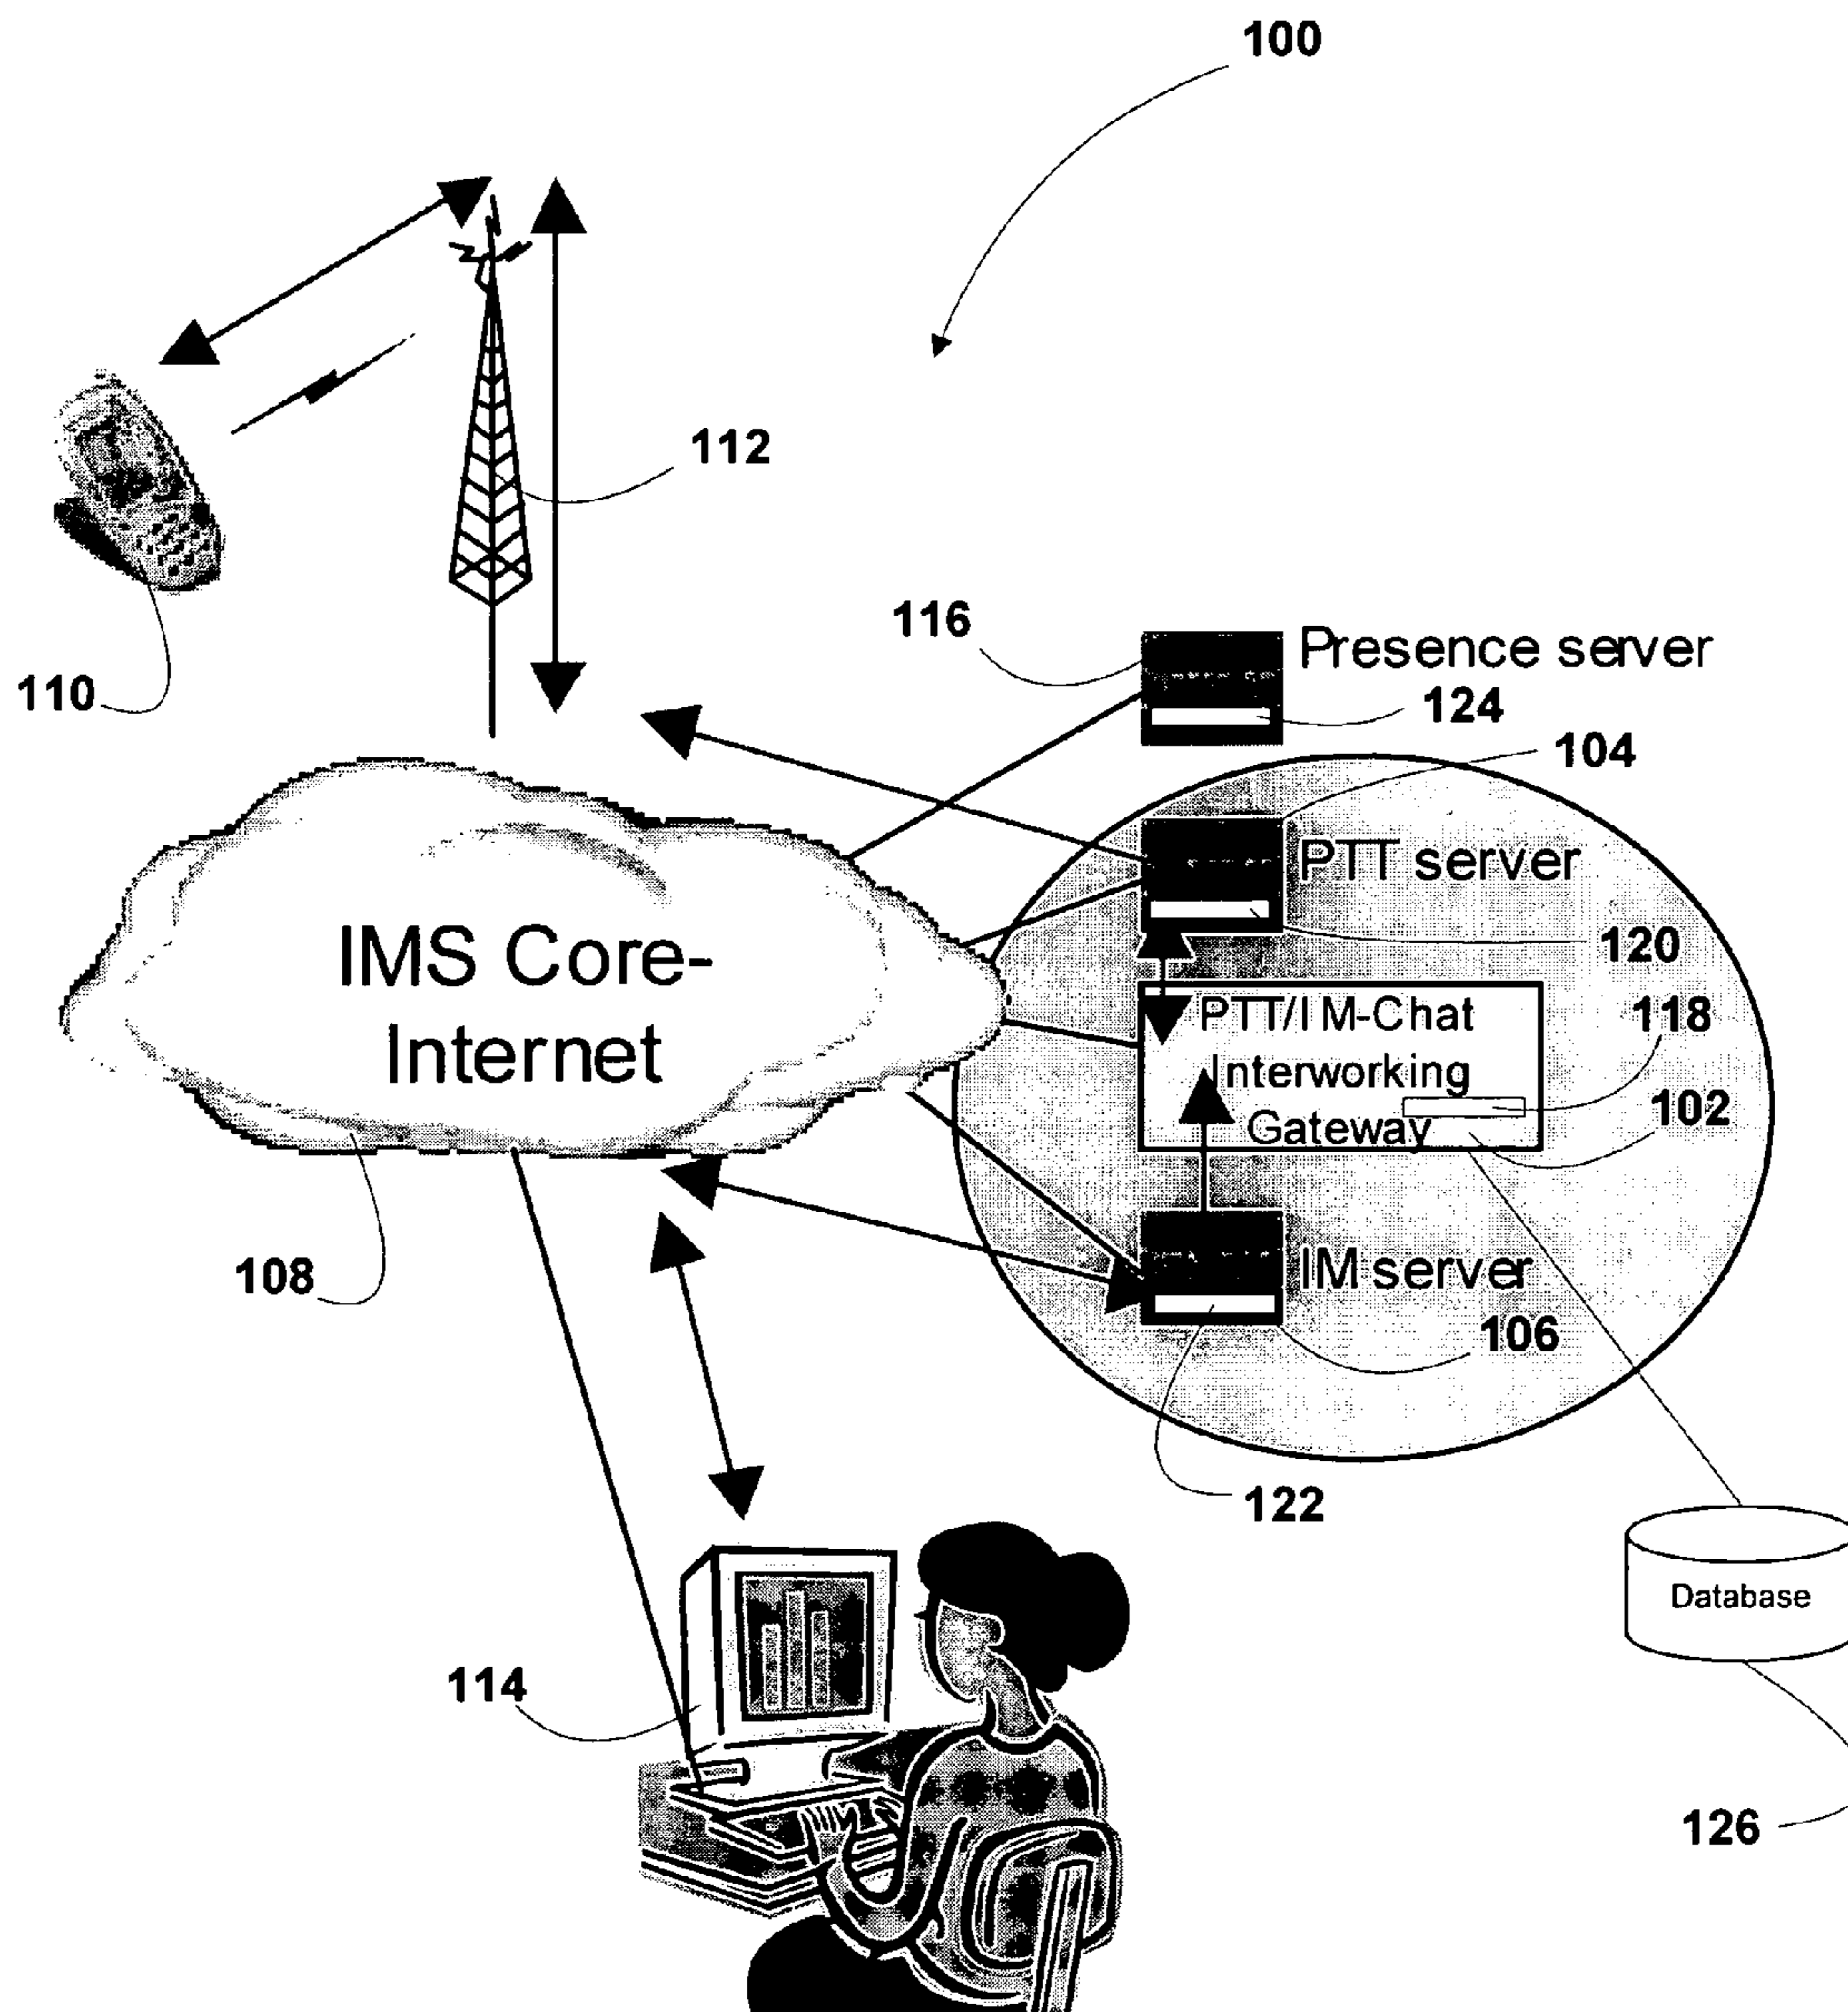 100
112
110
116
Presence server
124
104
PTT server
120
IMS Core-
Internet
PTT/IM-Chat
Interworking
Gateway
118
102
108
IM server
106
122
Database
114
126